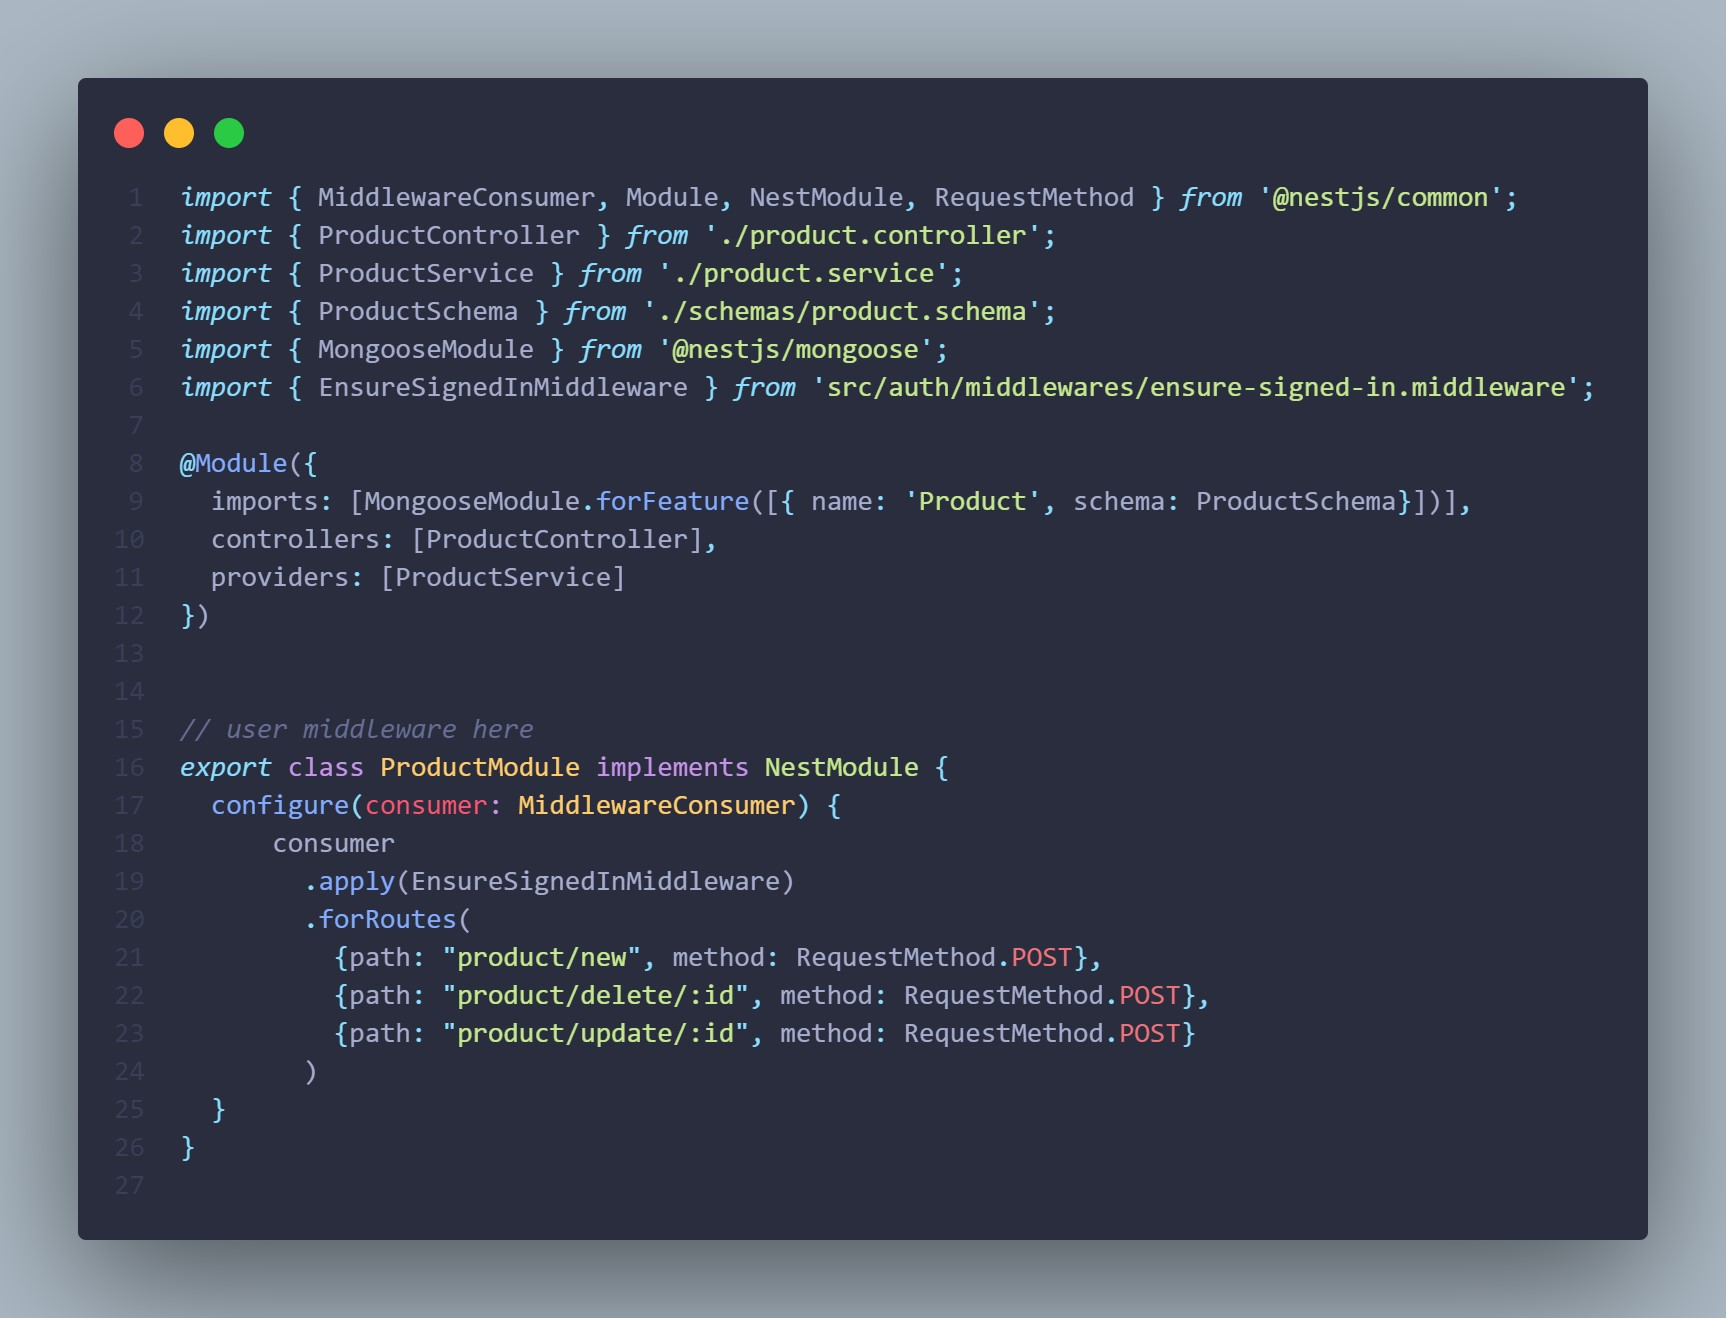 1 import { MiddlewareConsumer, Module, NestModule, RequestMethod } from '@nestjs/common';
2 import { ProductController } from './product.controller';
3 import { ProductService } from './product.service';
4 import { ProductSchema } from './schemas/product.schema';
5 import { MongooseModule } from '@nestjs/mongoose';
6 import { EnsureSignedInMiddleware } from 'src/auth/middlewares/ensure-signed-in.middleware';
7
8 @Module({
9   imports: [MongooseModule.forFeature([{ name: 'Product', schema: ProductSchema}])],
10   controllers: [ProductController],
11   providers: [ProductService]
12 })
13
14
15 // user middleware here
16 export class ProductModule implements NestModule {
17   configure(consumer: MiddlewareConsumer) {
18       consumer
19         .apply(EnsureSignedInMiddleware)
20         .forRoutes(
21           {path: "product/new", method: RequestMethod.POST},
22           {path: "product/delete/:id", method: RequestMethod.POST},
23           {path: "product/update/:id", method: RequestMethod.POST}
24         )
25   }
26 }
27